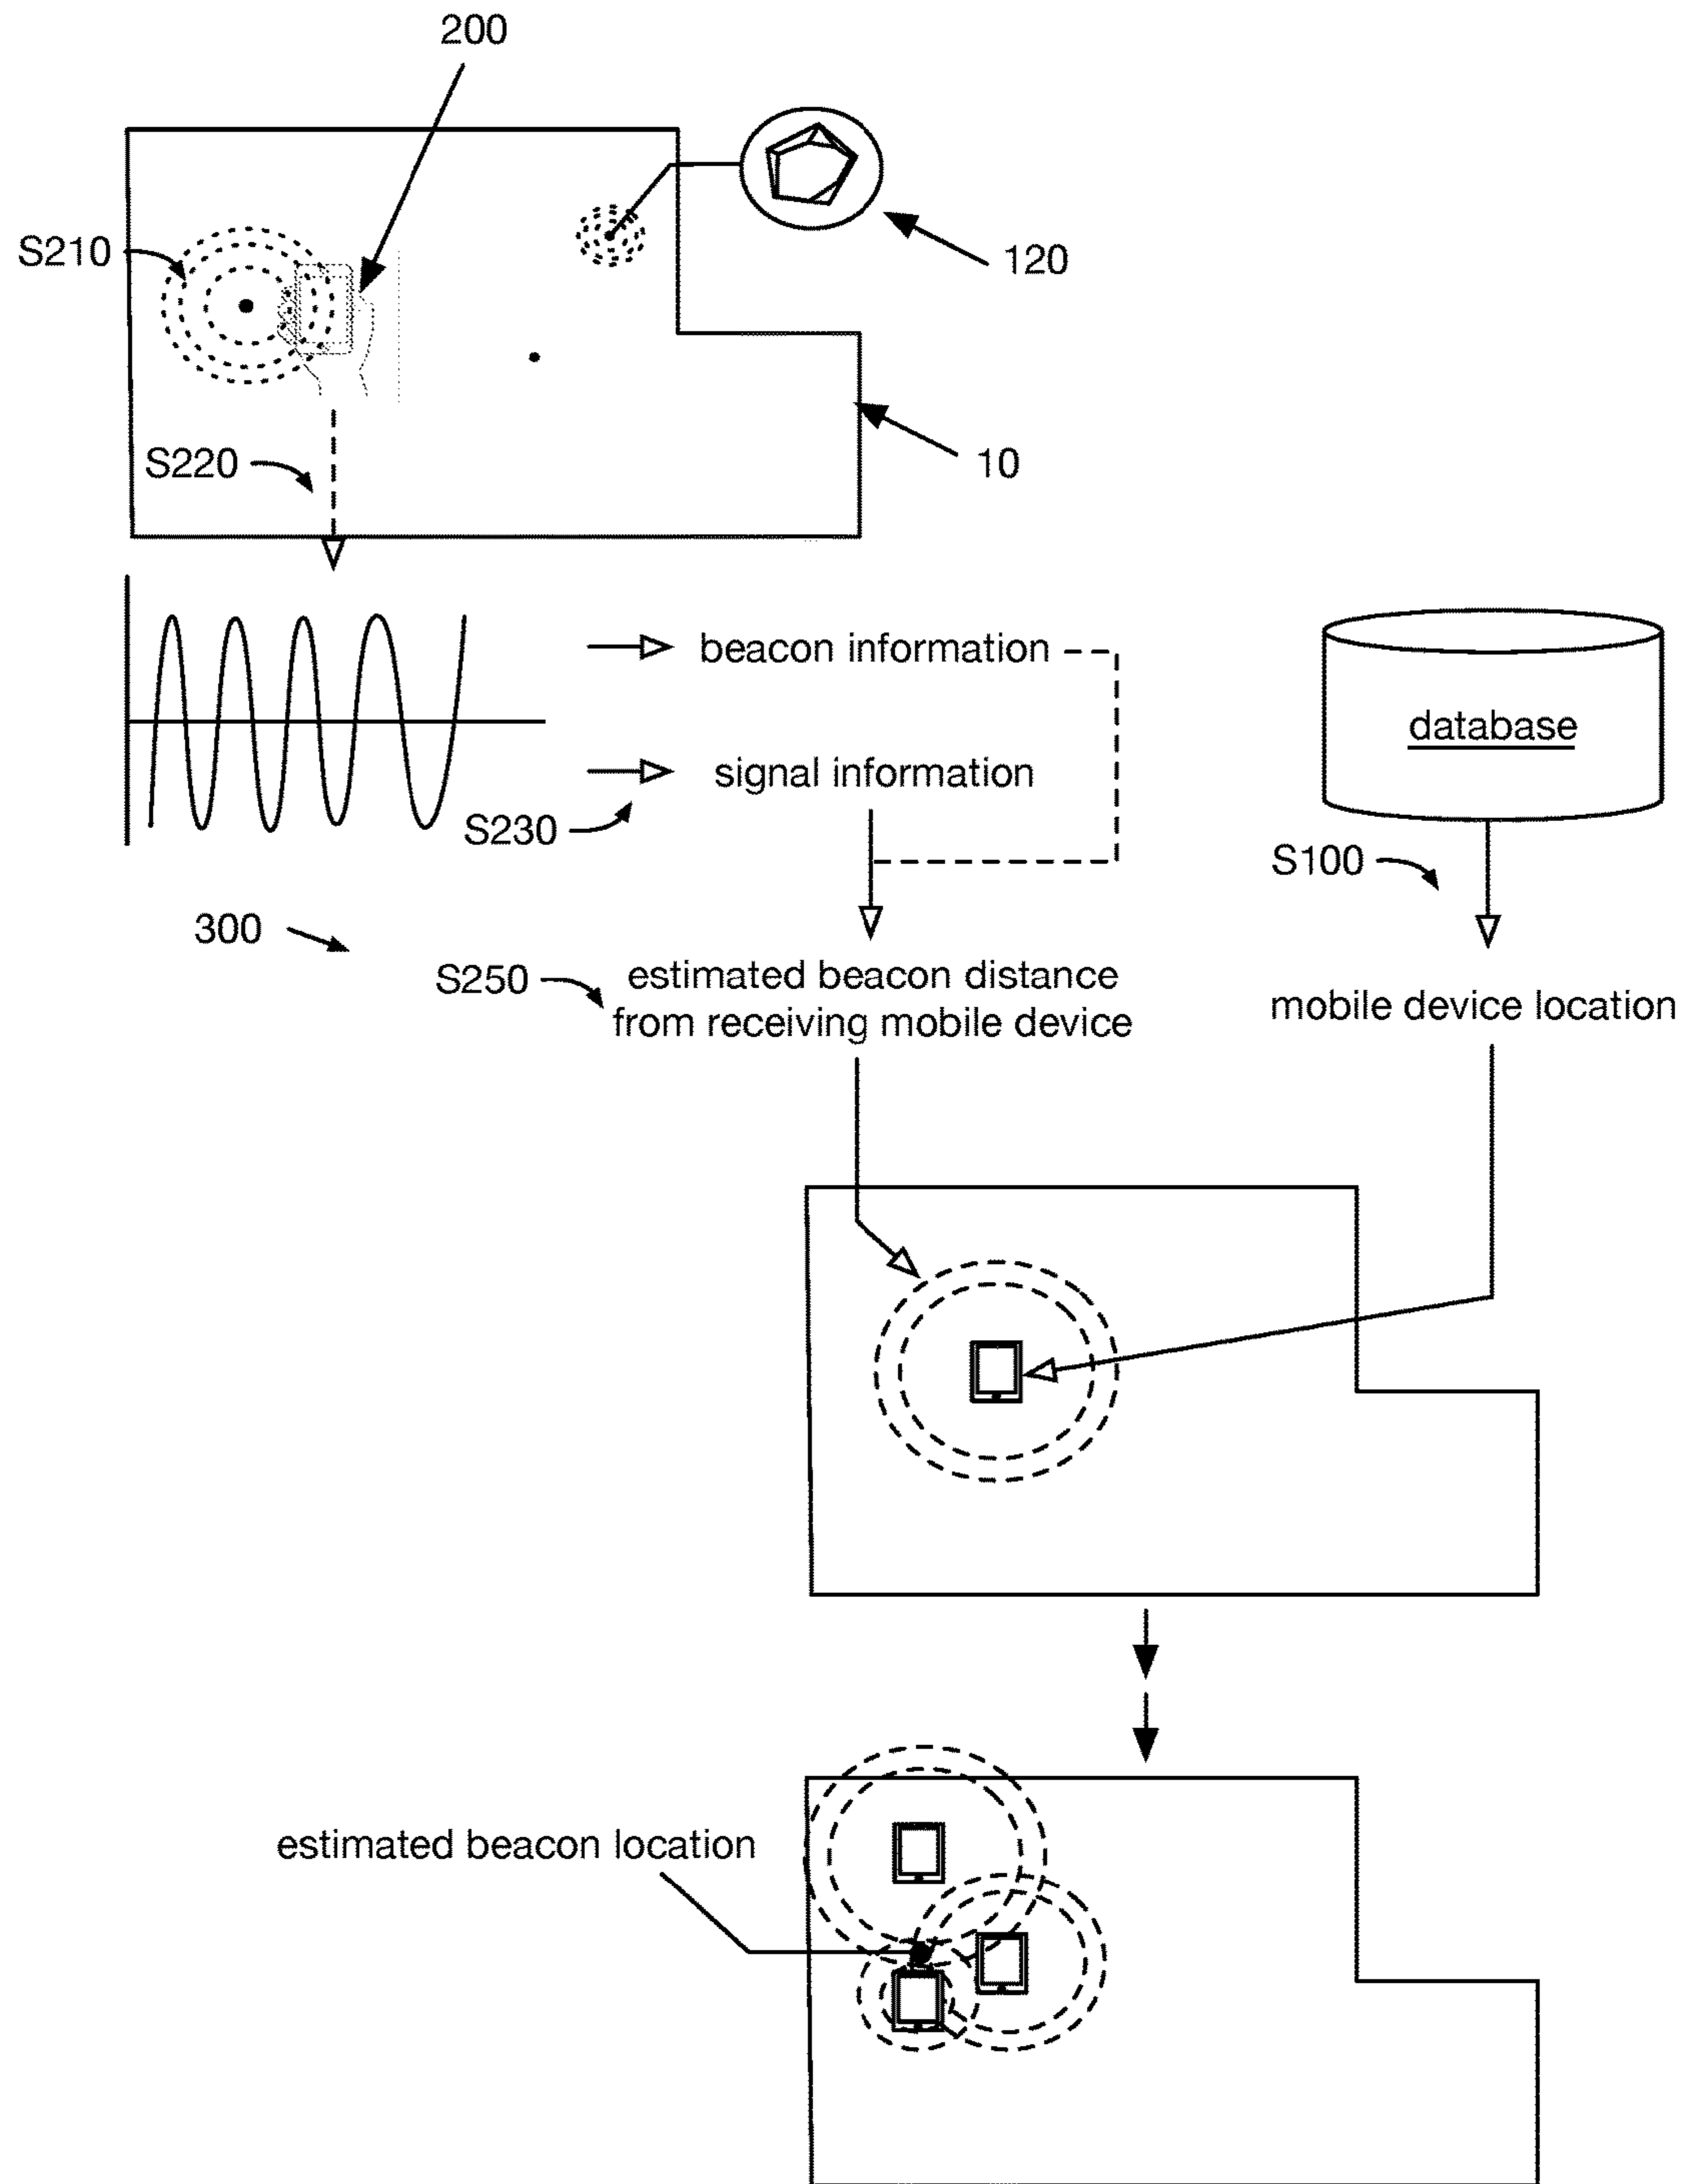 200
S210
120
S220
10
beacon information
database
signal information
S230
S100
300
S250
estimated beacon distance
from receiving mobile device
mobile device location
estimated beacon location